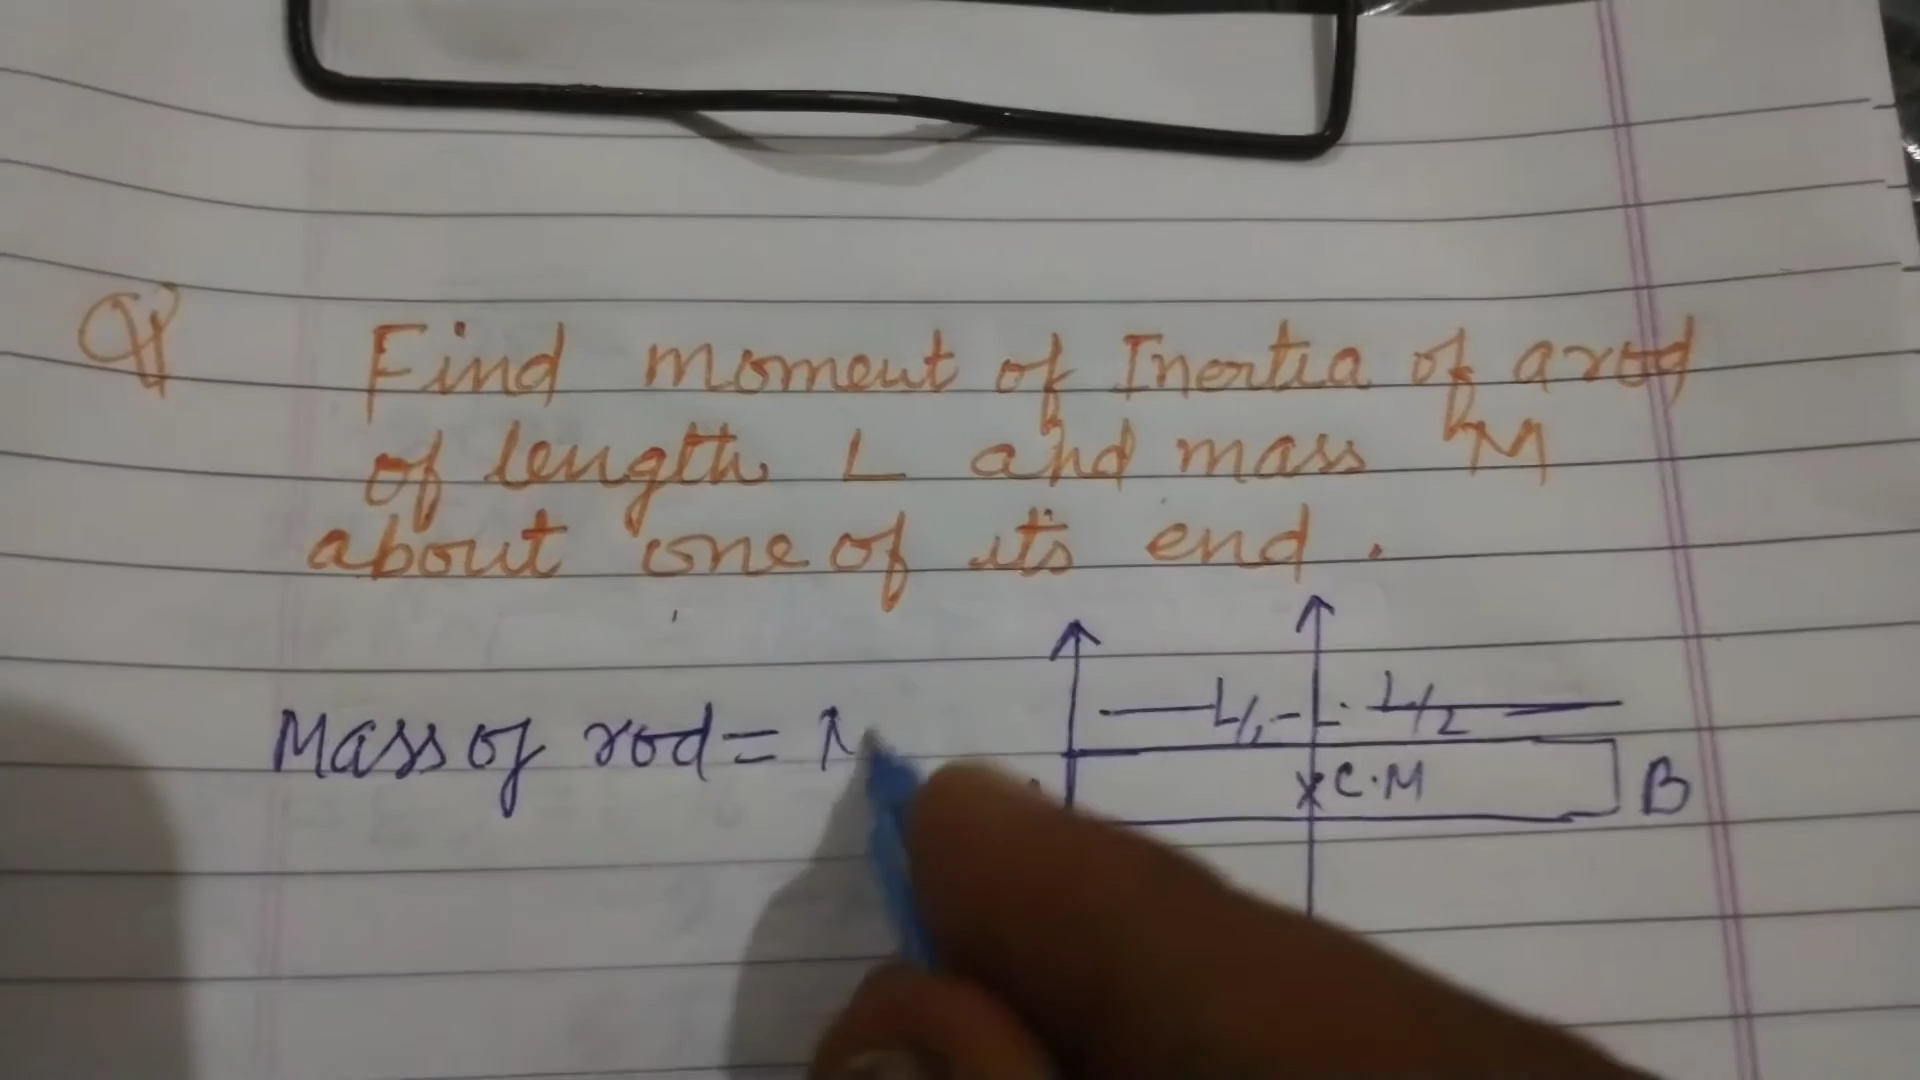 Q
Find moment of Inertia of a rod
of length L and mass M
about one of its end.
L/2
L
L/2
Mass of rod = M
C.M
B